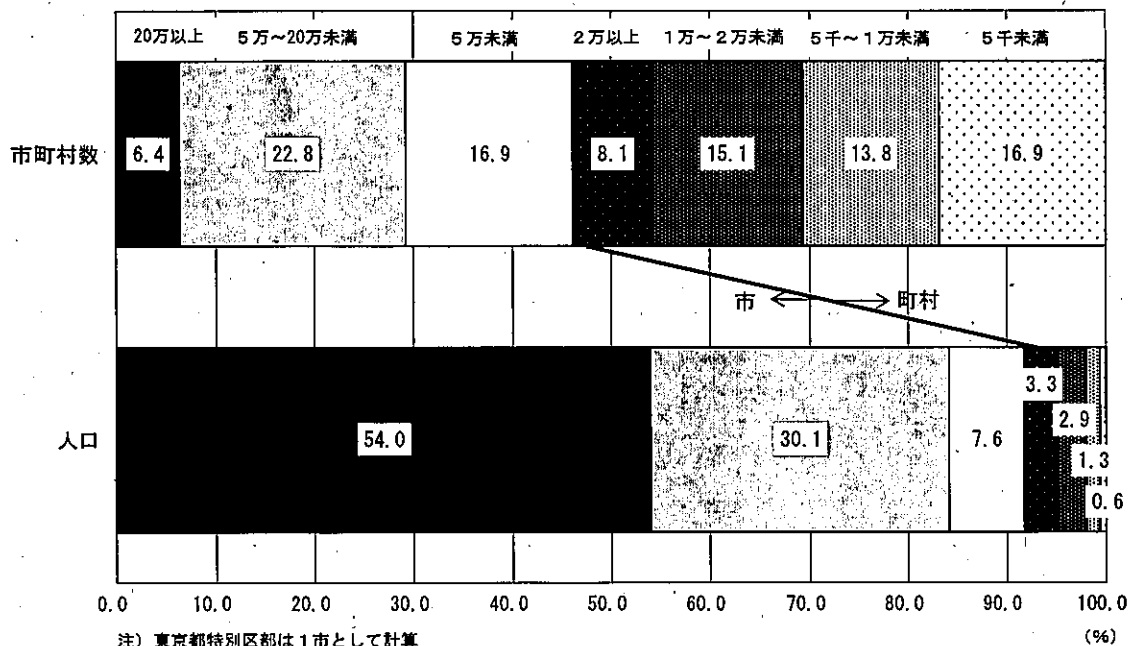 20万以上 5万～20万未満 5万未満 2万以上 1万～2万未満 5千～1万未満 5千未満
市町村数 6.4 22.8 16.9 8.1 15.1 13.8 16.9
市 町村
人口 54.0 30.1 7.6 3.3 2.9 1.3 0.6
0.0 10.0 20.0 30.0 40.0 50.0 60.0 70.0 80.0 90.0 100.0
注) 東京都特別区部は1市として計算 (%)